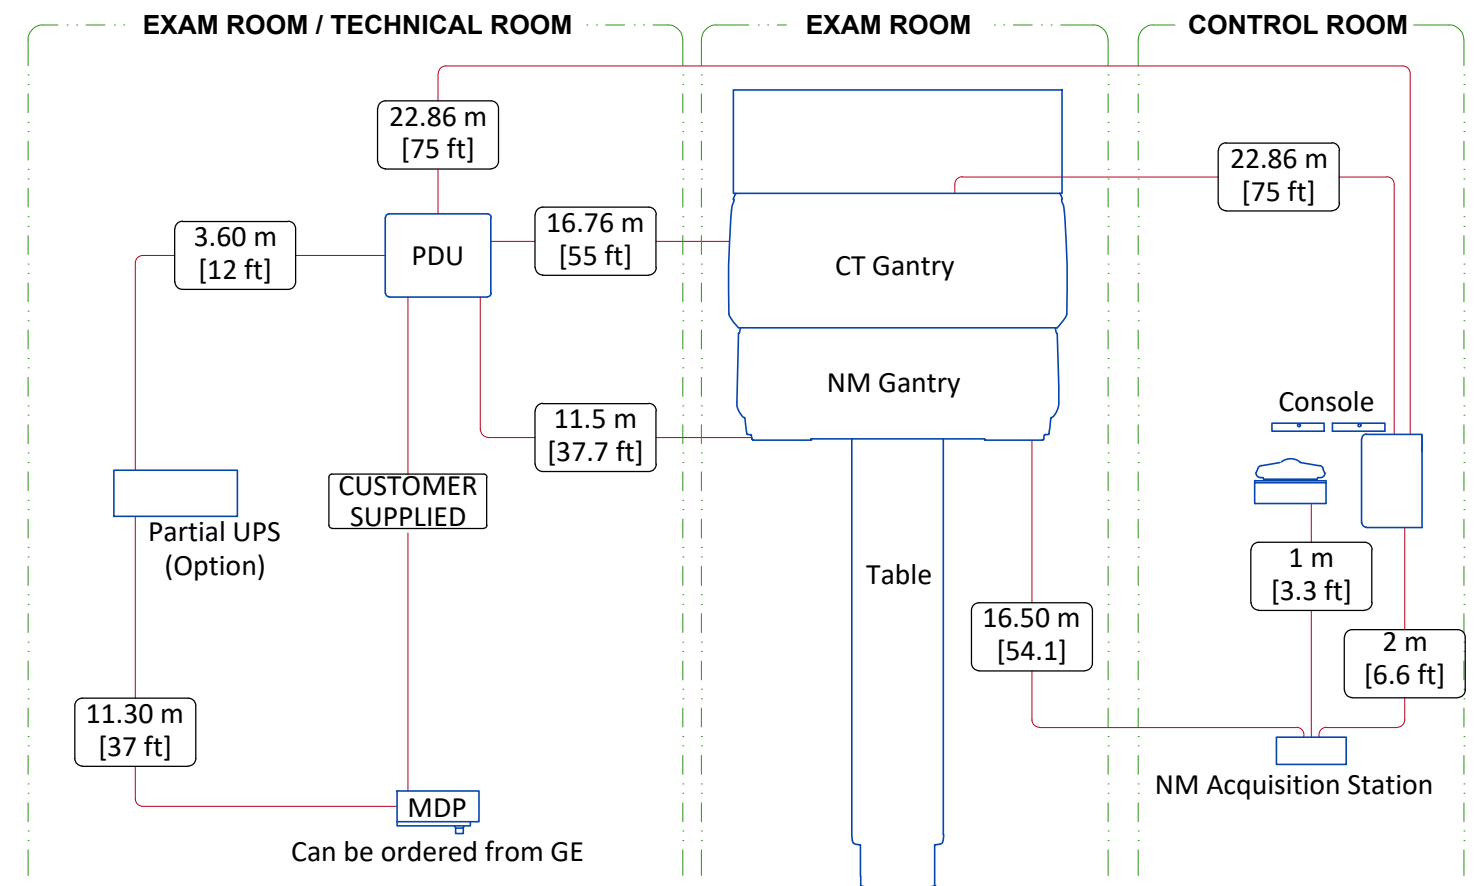 EXAM ROOM / TECHNICAL ROOM
EXAM ROOM
CONTROL ROOM
22.86 m
[75 ft]
22.86 m
[75 ft]
3.60 m
[12 ft]
PDU
16.76 m
[55 ft]
CT Gantry
NM Gantry
11.5 m
[37.7 ft]
Console
CUSTOMER
SUPPLIED
Partial UPS
(Option)
Table
1 m
[3.3 ft]
16.50 m
[54.1]
2 m
[6.6 ft]
11.30 m
[37 ft]
NM Acquisition Station
MDP
Can be ordered from GE